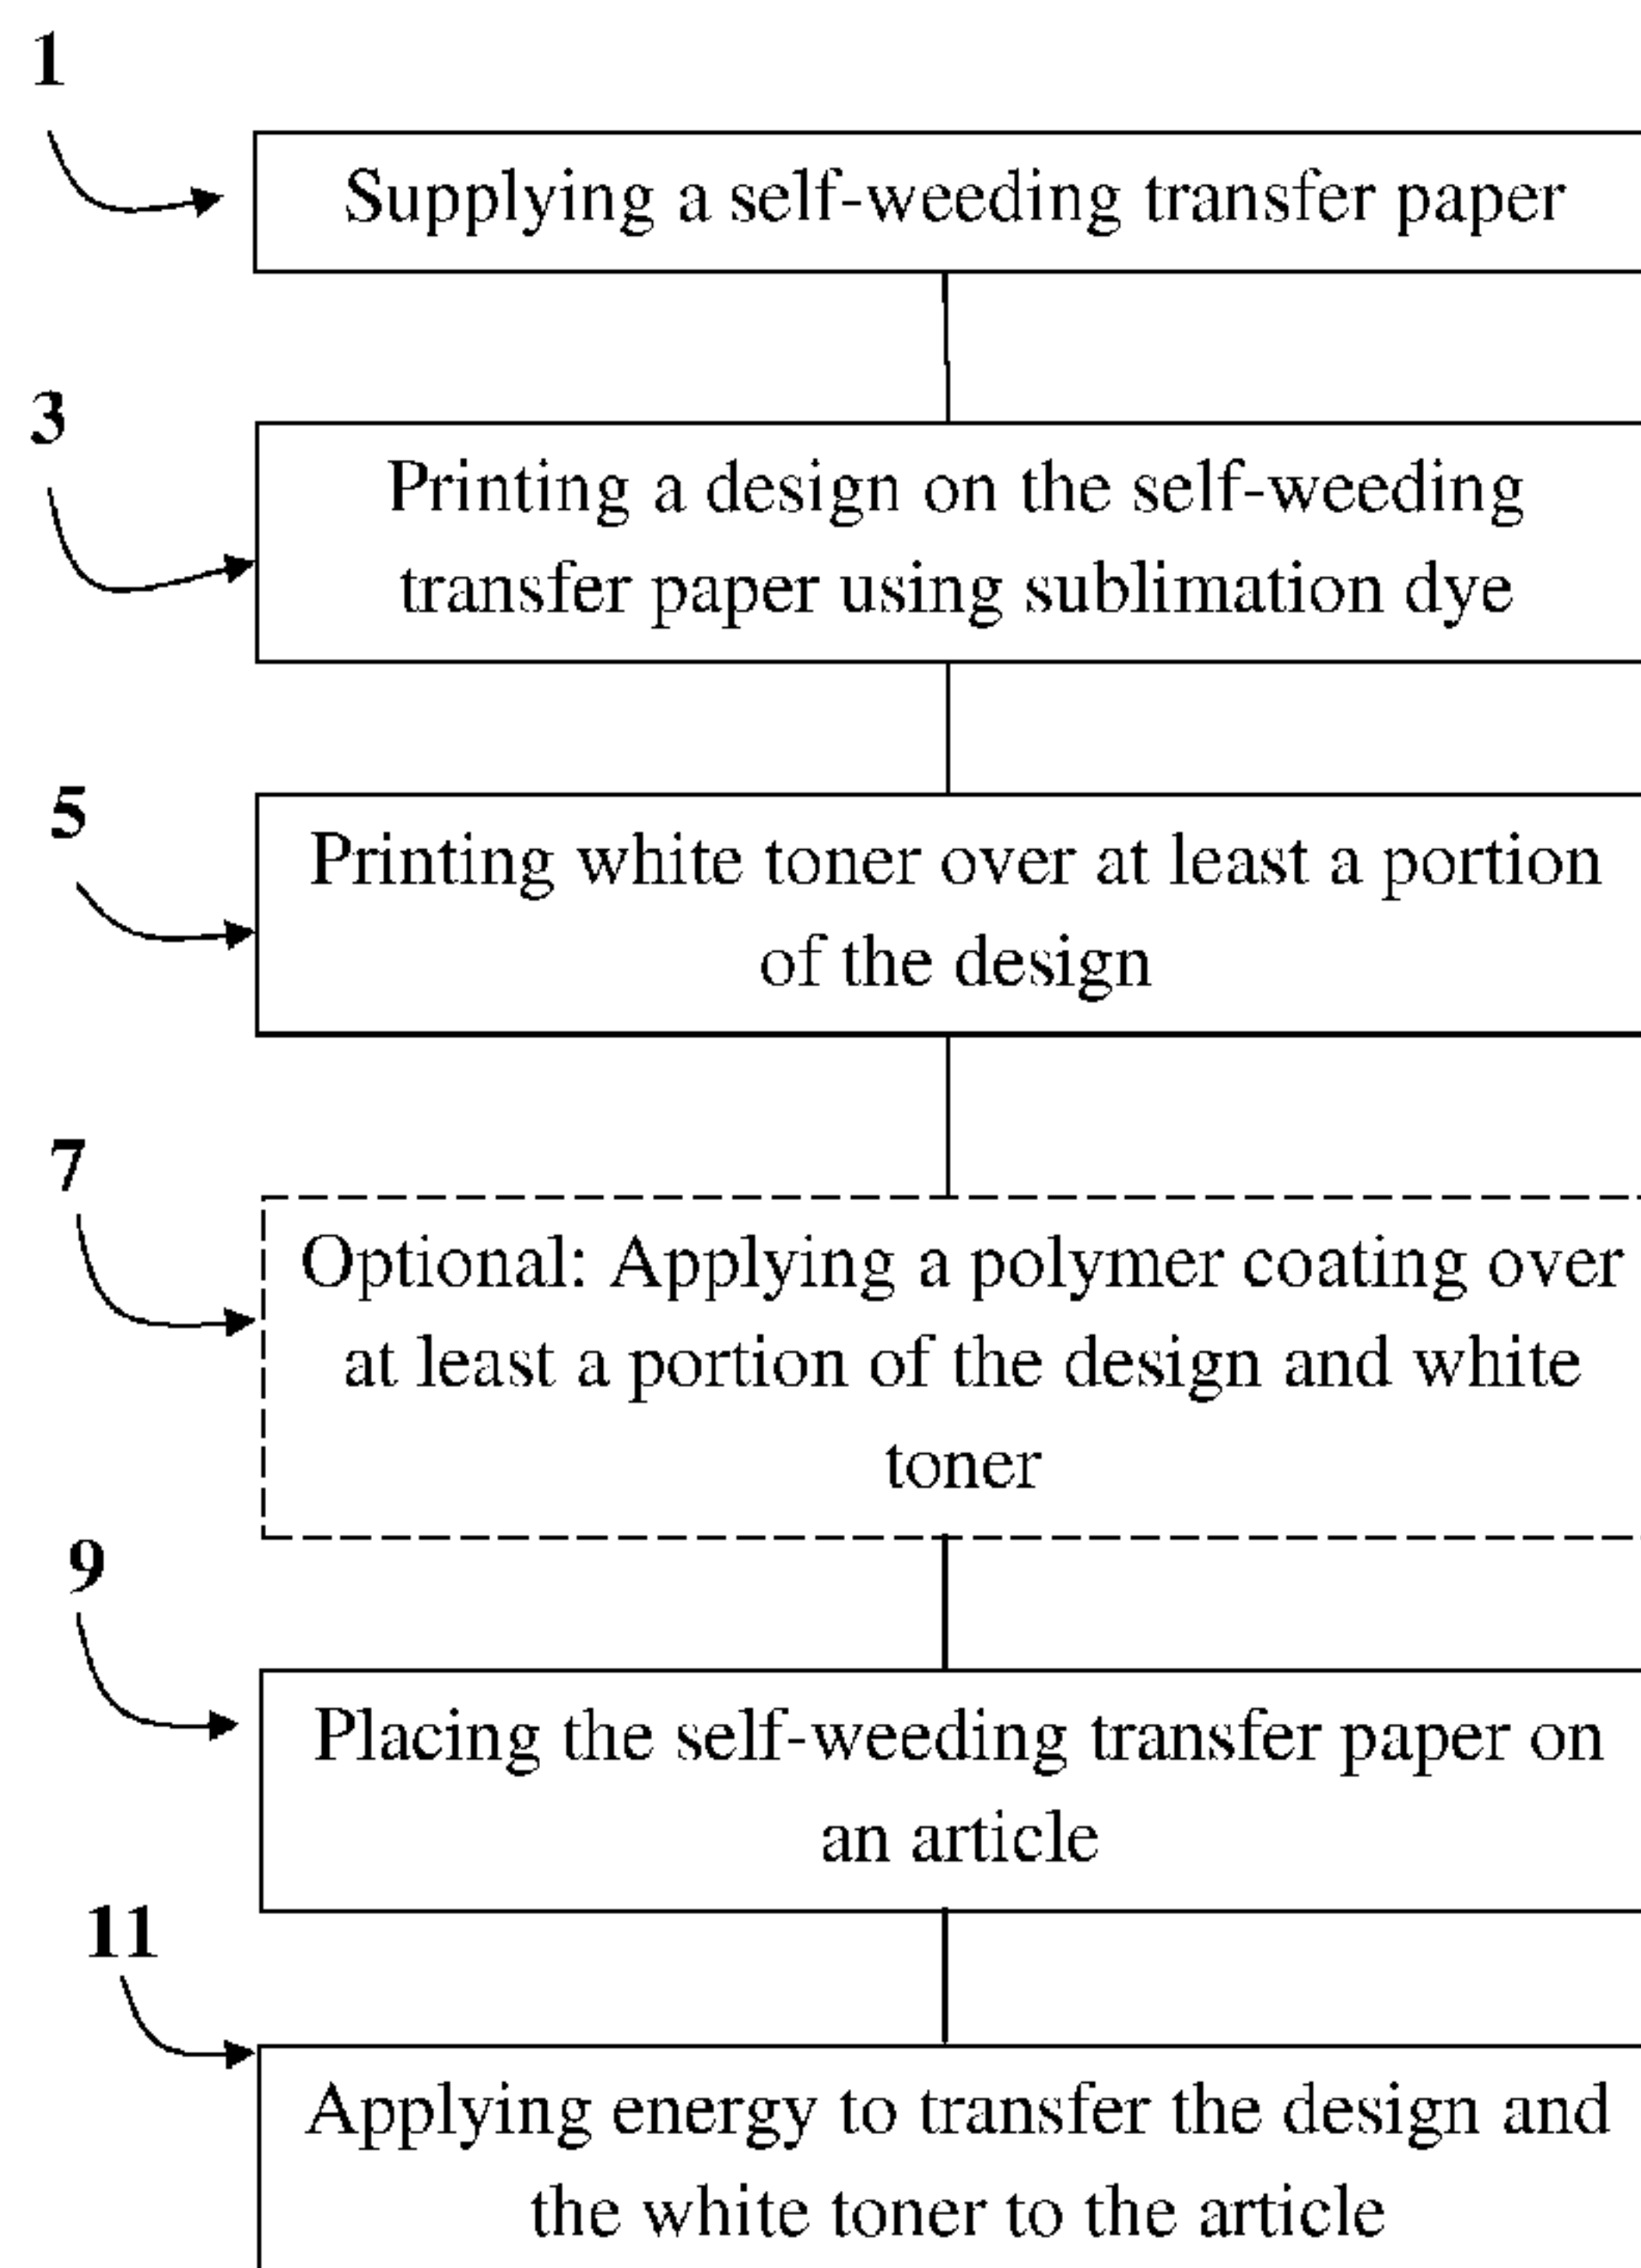 1
Supplying a self-weeding transfer paper
3
Printing a design on the self-weeding
transfer paper using sublimation dye
5
Printing white toner over at least a portion
of the design
7
Optional: Applying a polymer coating over
at least a portion of the design and white
toner
9
Placing the self-weeding transfer paper on
an article
11
Applying energy to transfer the design and
the white toner to the article